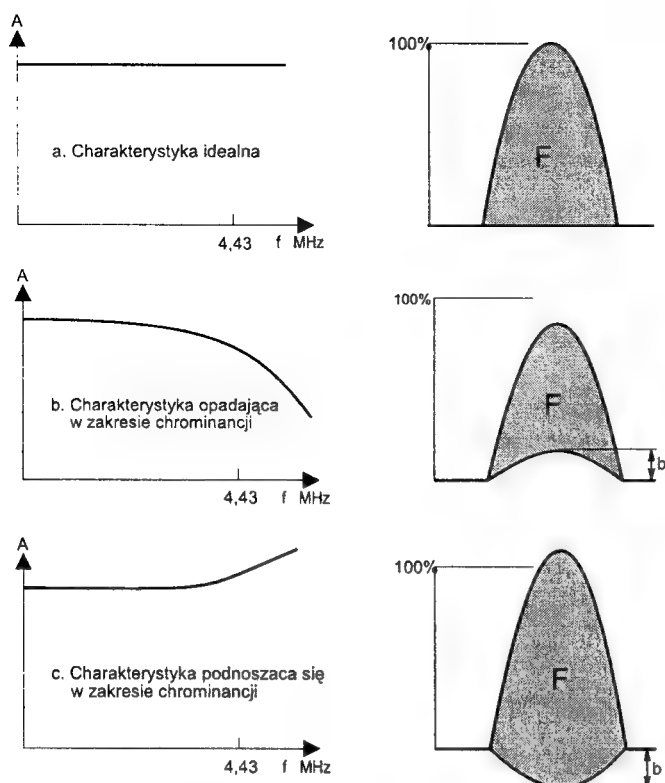 A
a. Charakterystyka idealna
4,43 f MHz
100%
F
A
b. Charakterystyka opadająca
w zakresie chrominancji
4,43 f MHz
100%
F
b
A
c. Charakterystyka podnoszaca się
w zakresie chrominancji
4,43 f MHz
100%
F
b